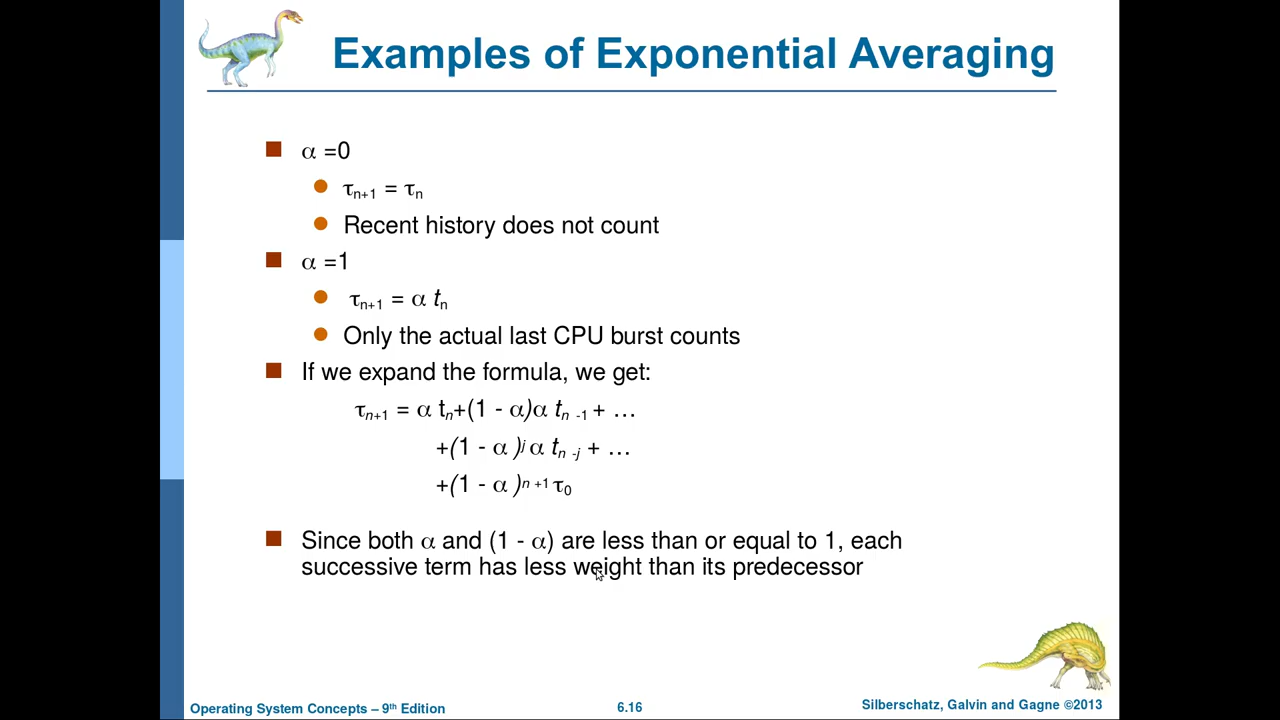 Examples of Exponential Averaging
α =0
τn+1 = τn
Recent history does not count
α =1
τn+1 = α tn
Only the actual last CPU burst counts
If we expand the formula, we get:
τn+1 = α tn+(1 - α)α tn -1 + …
+(1 - α )j α tn -j + …
+(1 - α )n +1 τ0
Since both α and (1 - α) are less than or equal to 1, each
successive term has less weight than its predecessor
Operating System Concepts – 9th Edition
6.16
Silberschatz, Galvin and Gagne ©2013